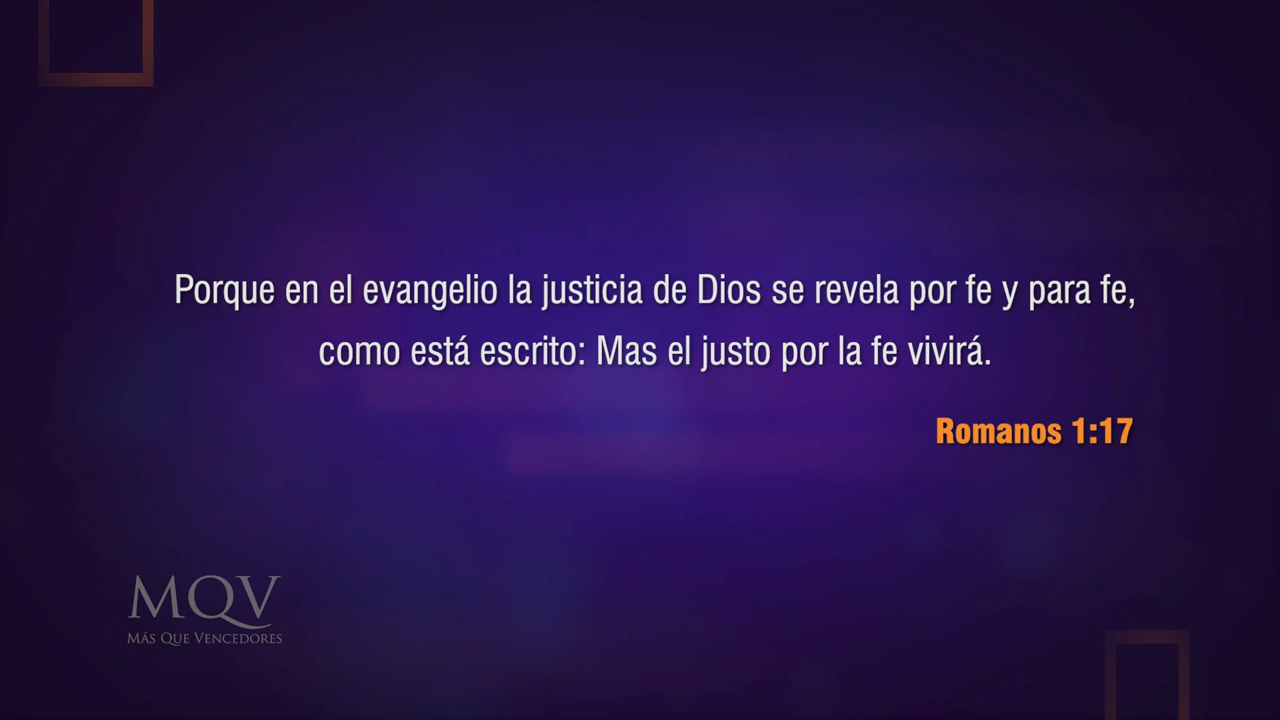 Porque en el evangelio la justicia de Dios se revela por fe y para fe,
como está escrito: Mas el justo por la fe vivirá.
Romanos 1:17
MQV
MÁS QUE VENCEDORES